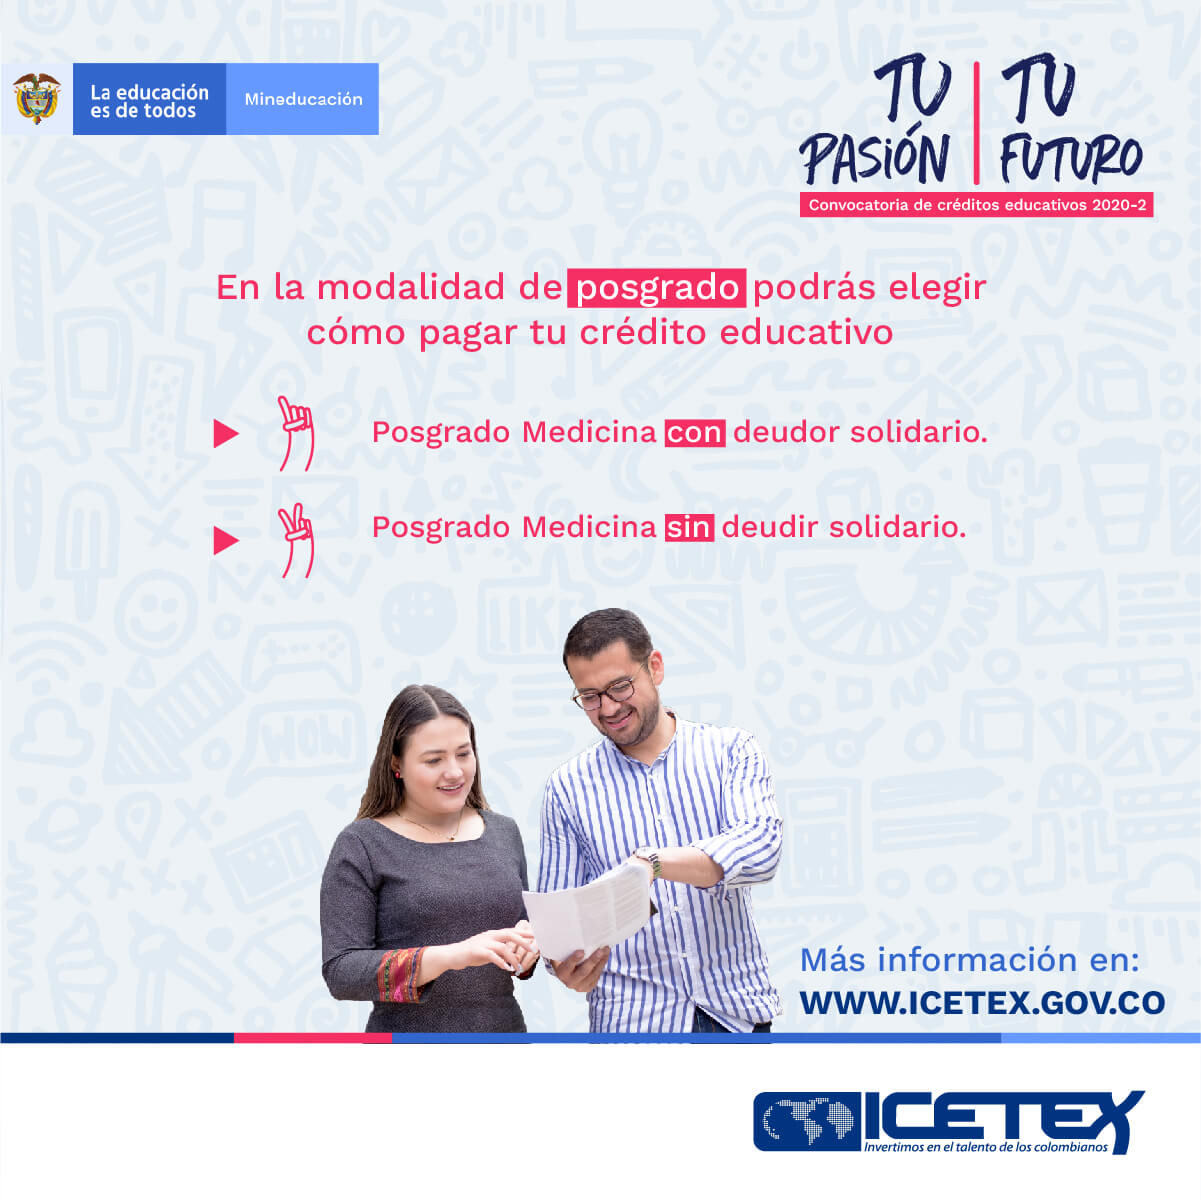 La educación
es de todos
Mineducación
TU TU
PASIÓN FUTURO
Convocatoria de créditos educativos 2020-2
En la modalidad de posgrado podrás elegir
cómo pagar tu crédito educativo
Posgrado Medicina con deudor solidario.
Posgrado Medicina sin deudir solidario.
LIKE
WOW
Más información en:
WWW.ICETEX.GOV.CO
ICETEX
Invertimos en el talento de los colombianos